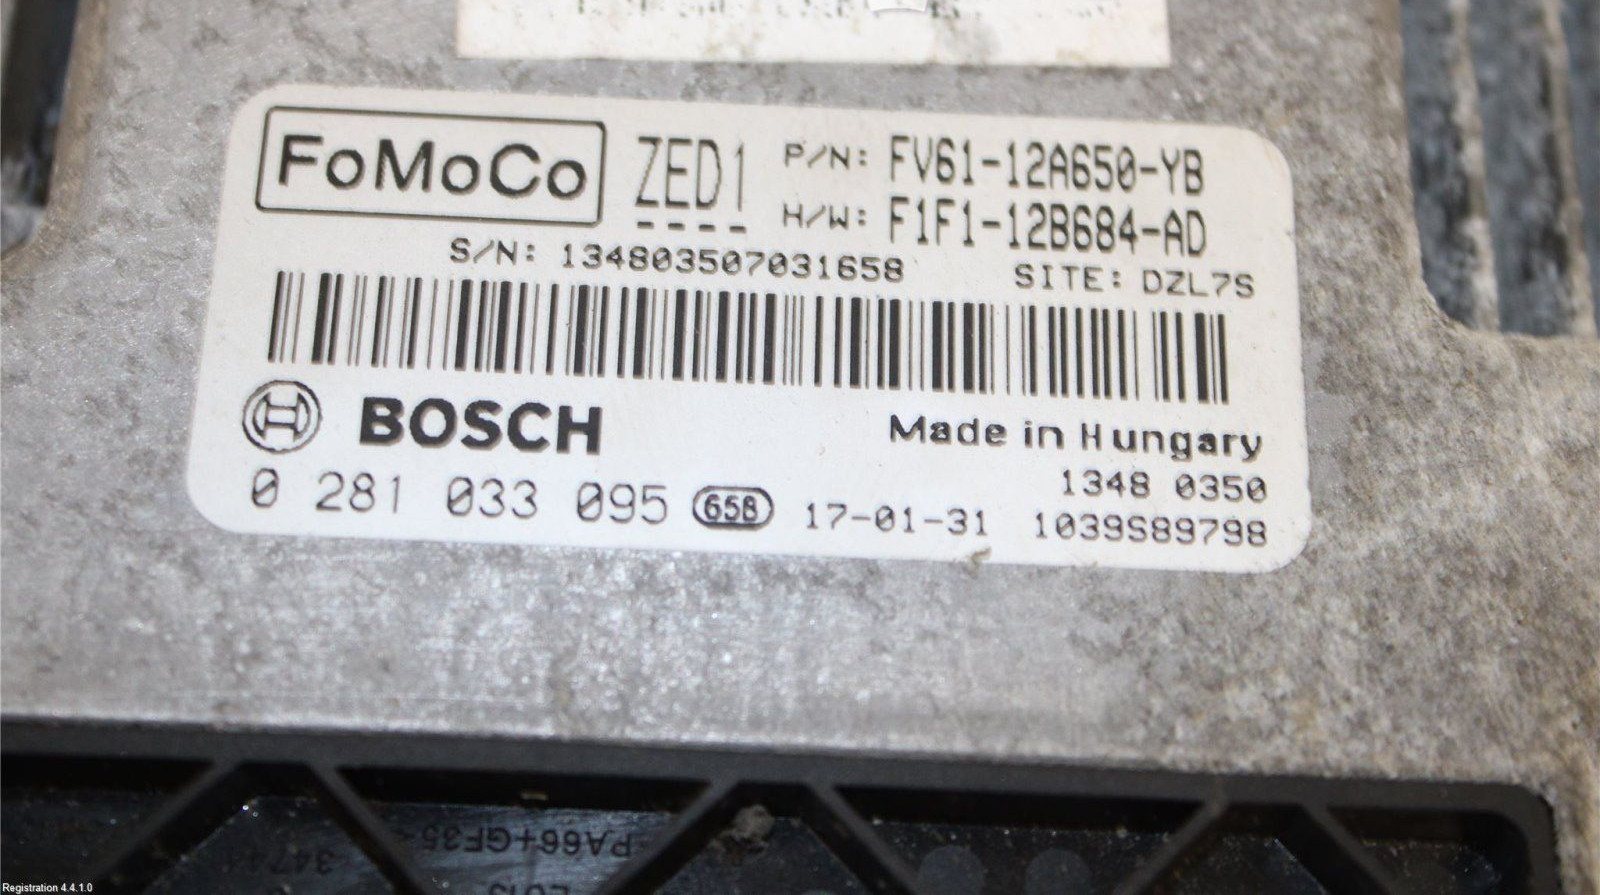 FoMoCo ZED1 P/N: FV61-12A650-YB
H/W: F1F1-12B684-AD
S/N: 134803507031658 SITE: DZL7S
BOSCH Made in Hungary
1348 0350
0 281 033 095 658 17-01-31 1039S89798
PA66+GF35
Registration 4.4.1.0